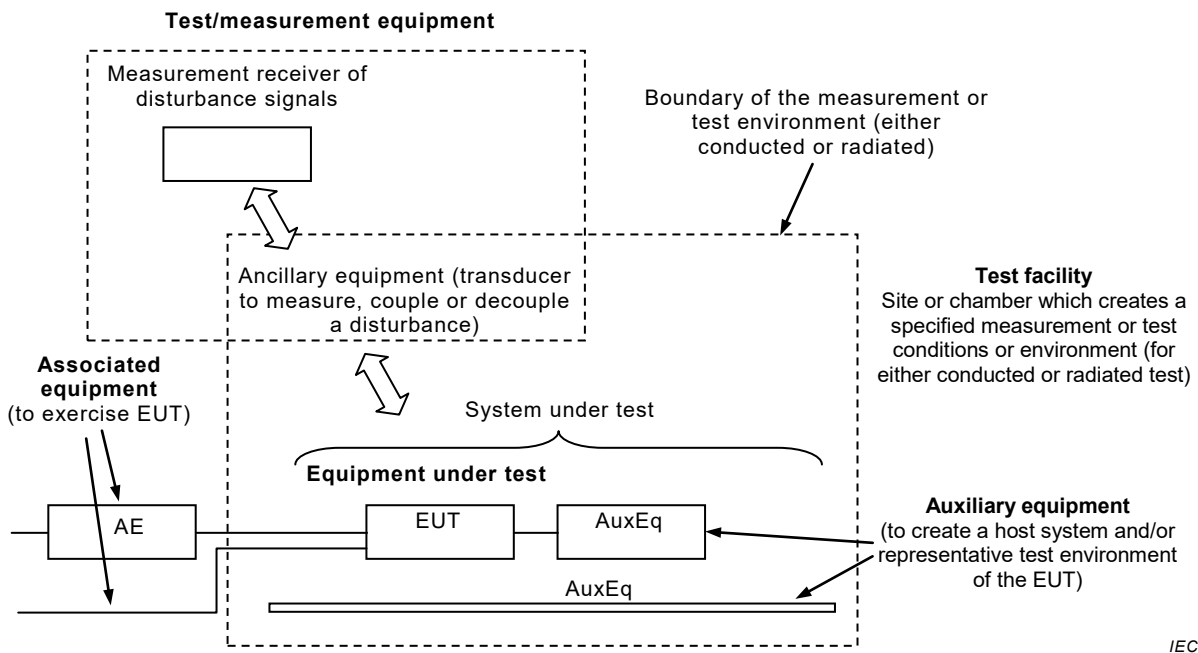 Test/measurement equipment
Measurement receiver of
disturbance signals
Boundary of the measurement or
test environment (either
conducted or radiated)
Ancillary equipment (transducer
to measure, couple or decouple
a disturbance)
Test facility
Site or chamber which creates a
specified measurement or test
conditions or environment (for
either conducted or radiated test)
Associated
equipment
(to exercise EUT)
System under test
Equipment under test
AE
EUT
AuxEq
Auxiliary equipment
(to create a host system and/or
representative test environment
of the EUT)
AuxEq
IEC